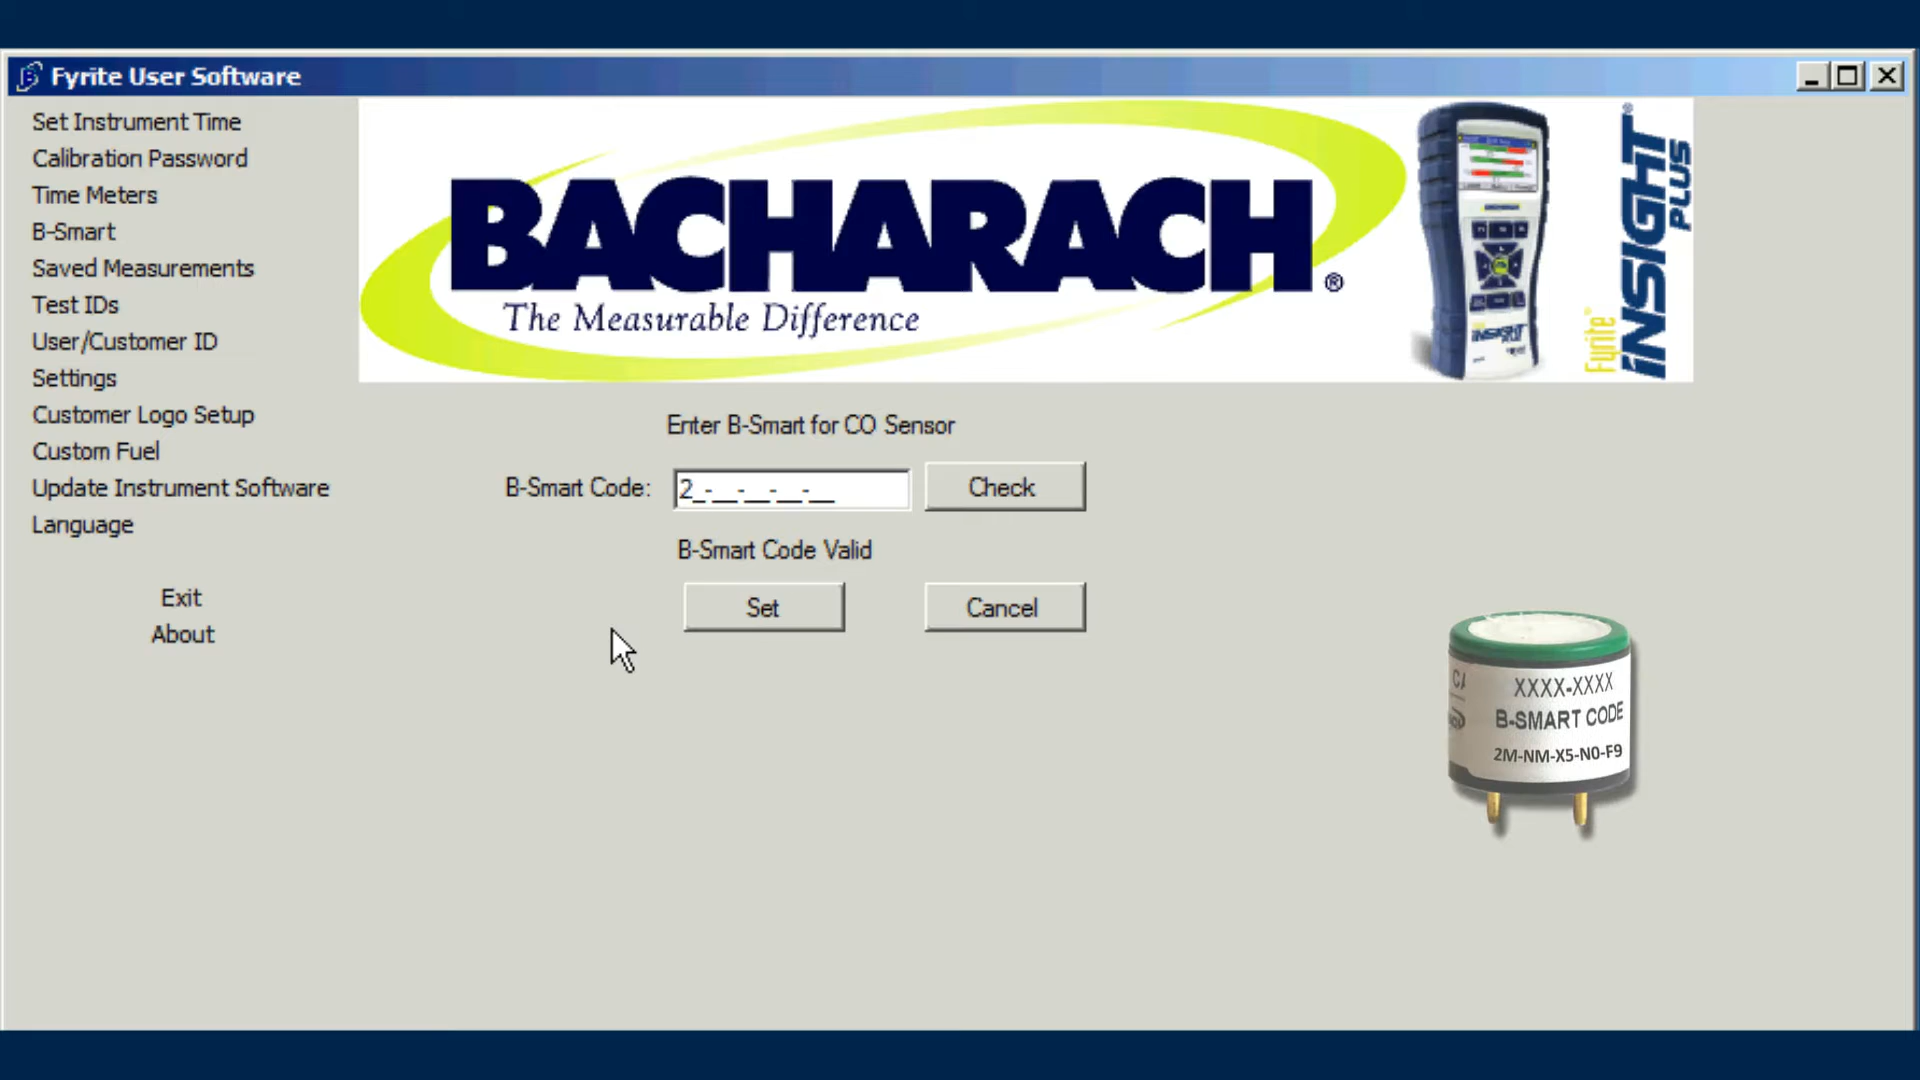 Fyrite User Software
Set Instrument Time
Calibration Password
Time Meters
B-Smart
Saved Measurements
Test IDs
User/Customer ID
Settings
Customer Logo Setup
Custom Fuel
Update Instrument Software
Language
Exit
About
BACHARACH®
The Measurable Difference
Fyrite
INSIGHT®
PLUS
Enter B-Smart for CO Sensor
B-Smart Code: 2_-__-__-__-__ Check
B-Smart Code Valid
Set Cancel
XXXX-XXXX
B-SMART CODE
2M-NM-X5-N0-F9